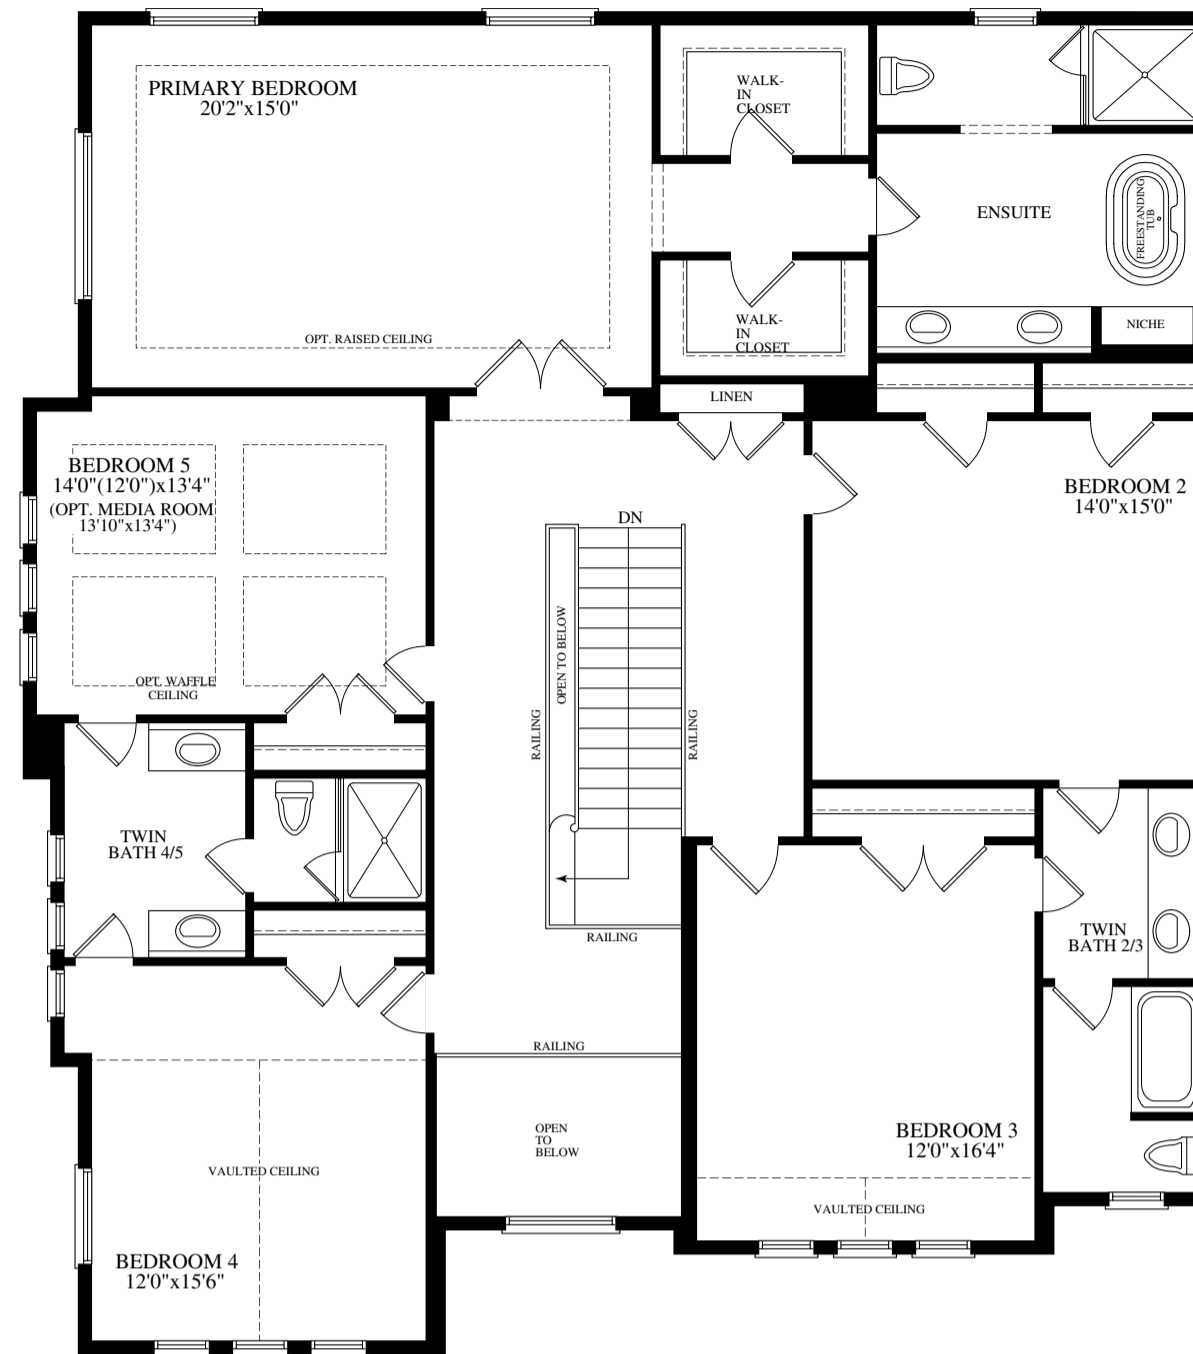 PRIMARY BEDROOM
20'2"x15'0"
OPT. RAISED CEILING
WALK-
IN
CLOSET
WALK-
IN
CLOSET
ENSUITE
FREESTANDING
TUB
NICHE
LINEN
BEDROOM 5
14'0"(12'0")x13'4"
(OPT. MEDIA ROOM
13'10"x13'4")
OPT. WAFFLE
CEILING
BEDROOM 2
14'0"x15'0"
DN
OPEN TO BELOW
RAILING
RAILING
RAILING
TWIN
BATH 4/5
TWIN
BATH 2/3
RAILING
OPEN
TO
BELOW
BEDROOM 3
12'0"x16'4"
VAULTED CEILING
VAULTED CEILING
BEDROOM 4
12'0"x15'6"